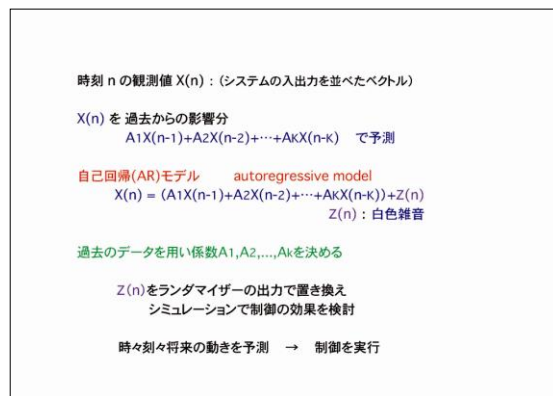 時刻 n の観測値 X(n) : (システムの入出力を並べたベクトル)
X(n) を 過去からの影響分
A1X(n-1)+A2X(n-2)+…+AKX(n-K) で予測
自己回帰(AR)モデル autoregressive model
X(n) = (A1X(n-1)+A2X(n-2)+…+AKX(n-K))+Z(n)
Z(n) : 白色雑音
過去のデータを用い係数A1,A2,...,Akを決める
Z(n)をランダマイザーの出力で置き換え
シミュレーションで制御の効果を検討
時々刻々将来の動きを予測 → 制御を実行